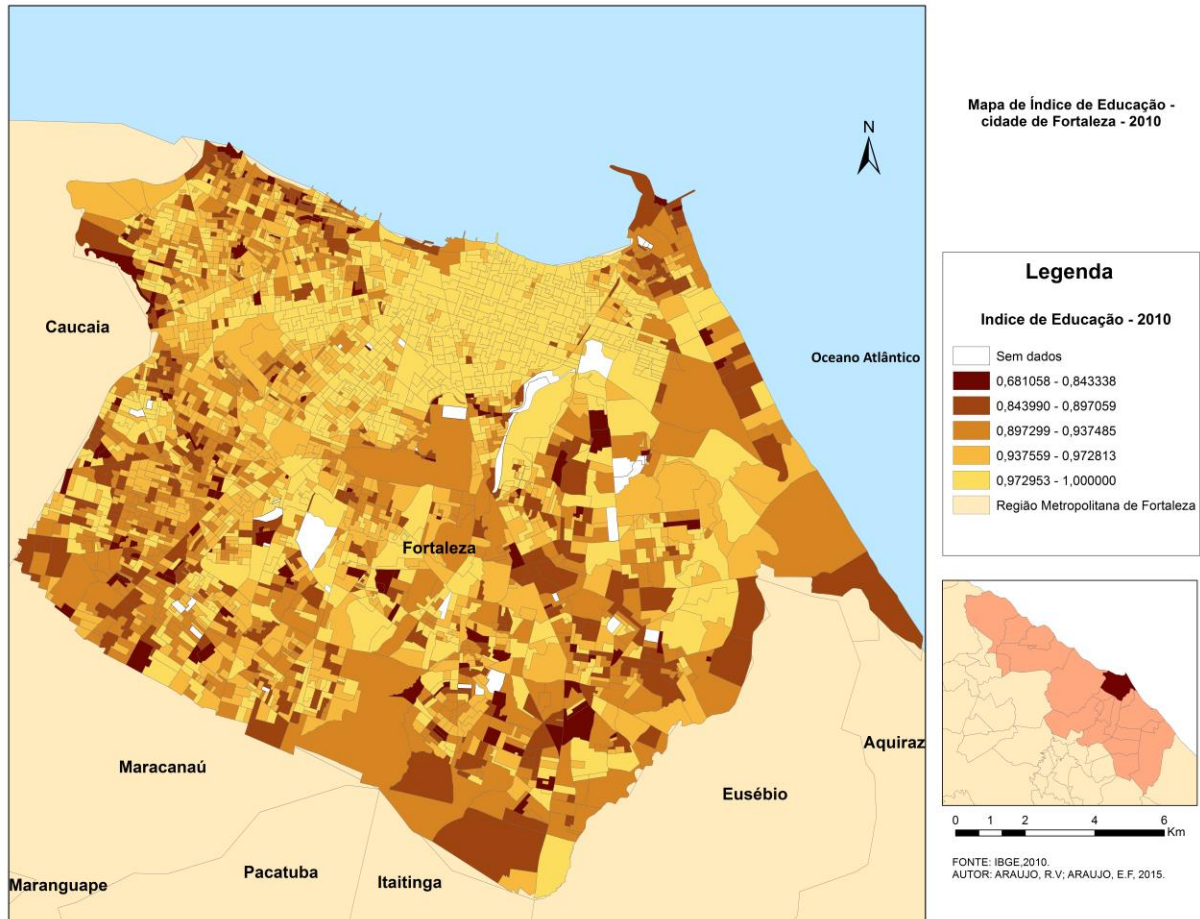 Mapa de Índice de Educação -
cidade de Fortaleza - 2010
N
Caucaia
Oceano Atlântico
Fortaleza
Maracanaú
Aquiraz
Eusébio
Pacatuba
Itaitinga
Maranguape
Legenda
Indice de Educação - 2010
Sem dados
0,681058 - 0,843338
0,843990 - 0,897059
0,897299 - 0,937485
0,937559 - 0,972813
0,972953 - 1,000000
Região Metropolitana de Fortaleza
0 1 2 4 6
Km
FONTE: IBGE,2010.
AUTOR: ARAUJO, R.V; ARAUJO, E.F, 2015.